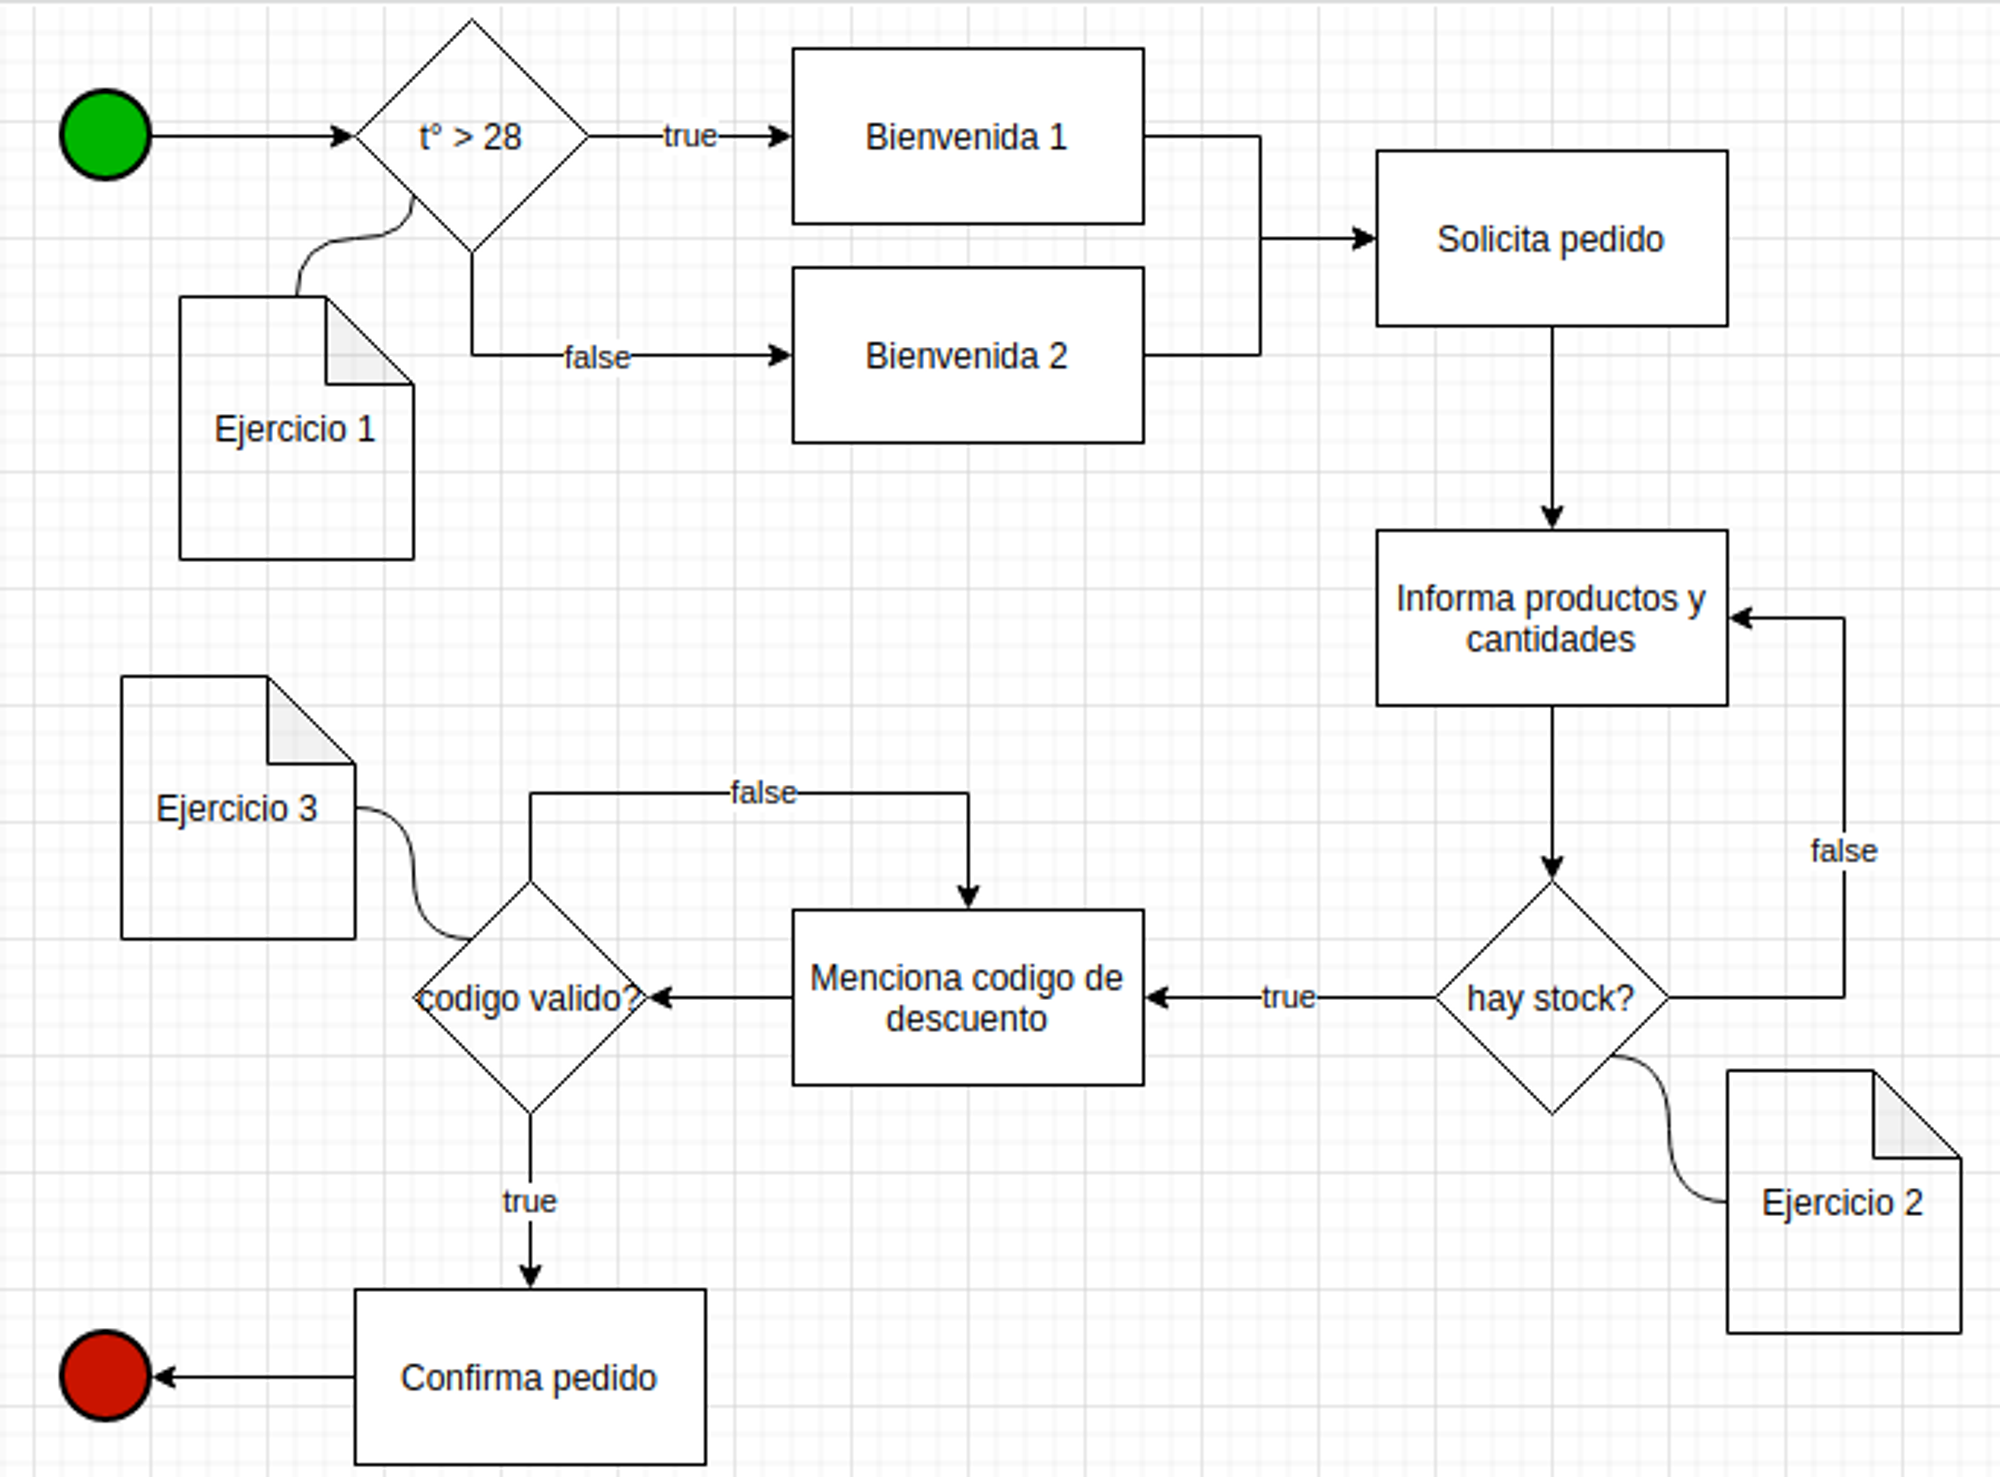 t° > 28
true
Bienvenida 1
Solicita pedido
false
Bienvenida 2
Ejercicio 1
Informa productos y
cantidades
false
Ejercicio 3
false
codigo valido?
Menciona codigo de
descuento
true
hay stock?
true
Ejercicio 2
Confirma pedido